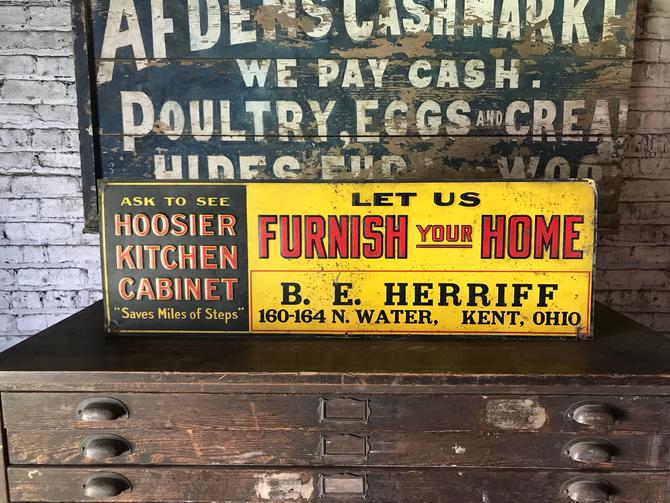 WE PAY CASH.
POULTRY, EGGS AND
ASK TO SEE
HOOSIER
KITCHEN
CABINET
"Saves Miles of Steps"
LET US
FURNISH YOUR HOME
B. E. HERRIFF
160-164 N. WATER, KENT, OHIO